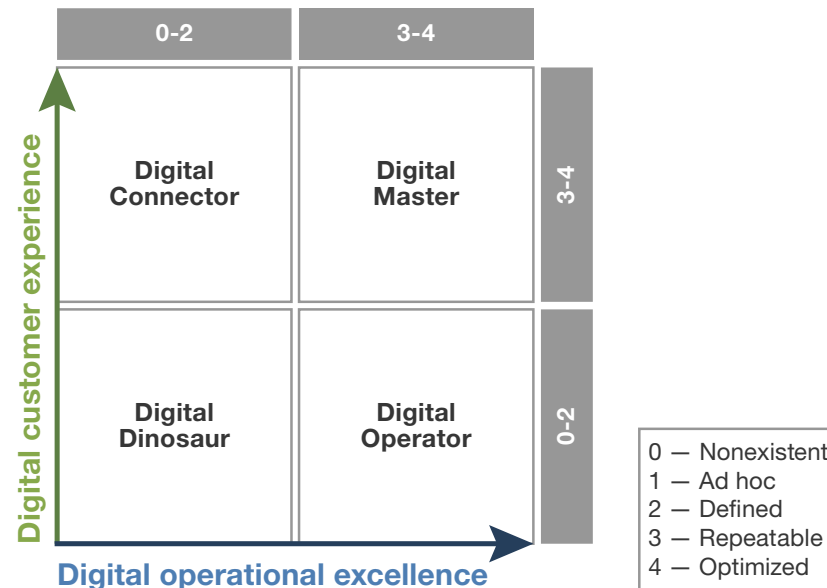 0-2
3-4
Digital customer experience
Digital
Connector
Digital
Master
3-4
Digital
Dinosaur
Digital
Operator
0-2
Digital operational excellence
0 — Nonexistent
1 — Ad hoc
2 — Defined
3 — Repeatable
4 — Optimized